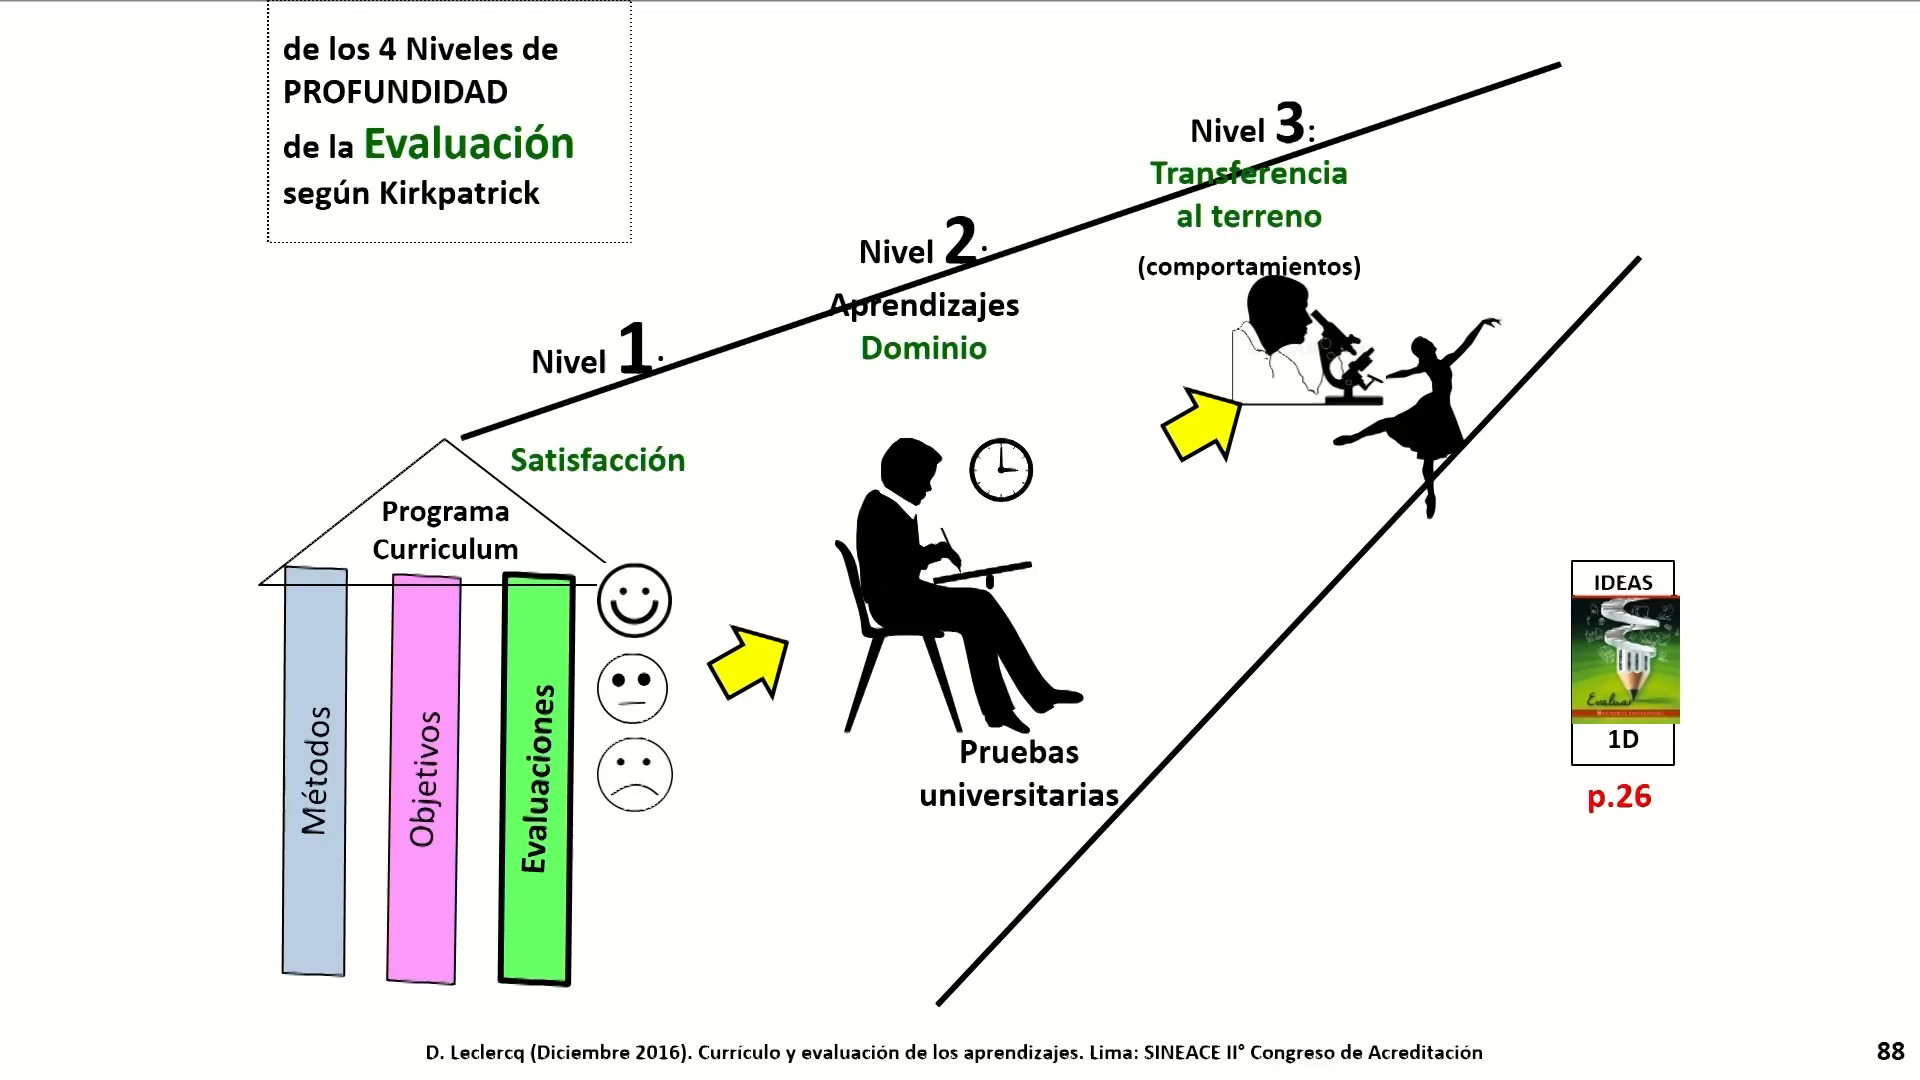 de los 4 Niveles de
PROFUNDIDAD
de la Evaluación
según Kirkpatrick
Nivel 3:
Transferencia
al terreno
(comportamientos)
Nivel 2:
Aprendizajes
Dominio
Nivel 1:
Satisfacción
Programa
Curriculum
Métodos
Objetivos
Evaluaciones
Pruebas
universitarias
IDEAS
Evaluar
1D
p.26
D. Leclercq (Diciembre 2016). Currículo y evaluación de los aprendizajes. Lima: SINEACE II° Congreso de Acreditación
88